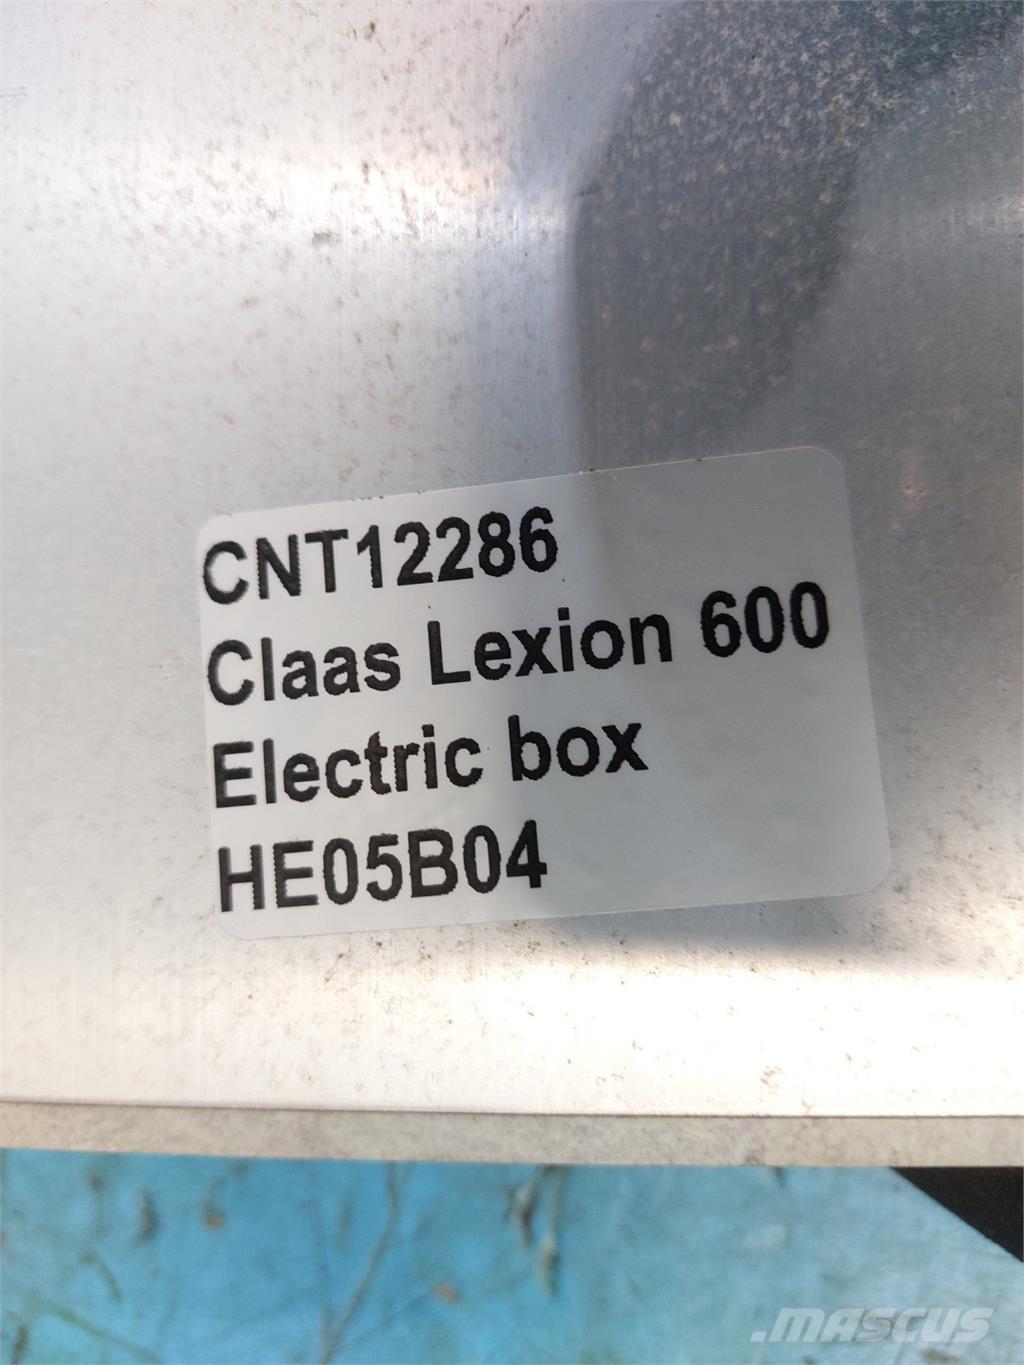 CNT12286
Claas Lexion 600
Electric box
HE05B04
.MASCUS